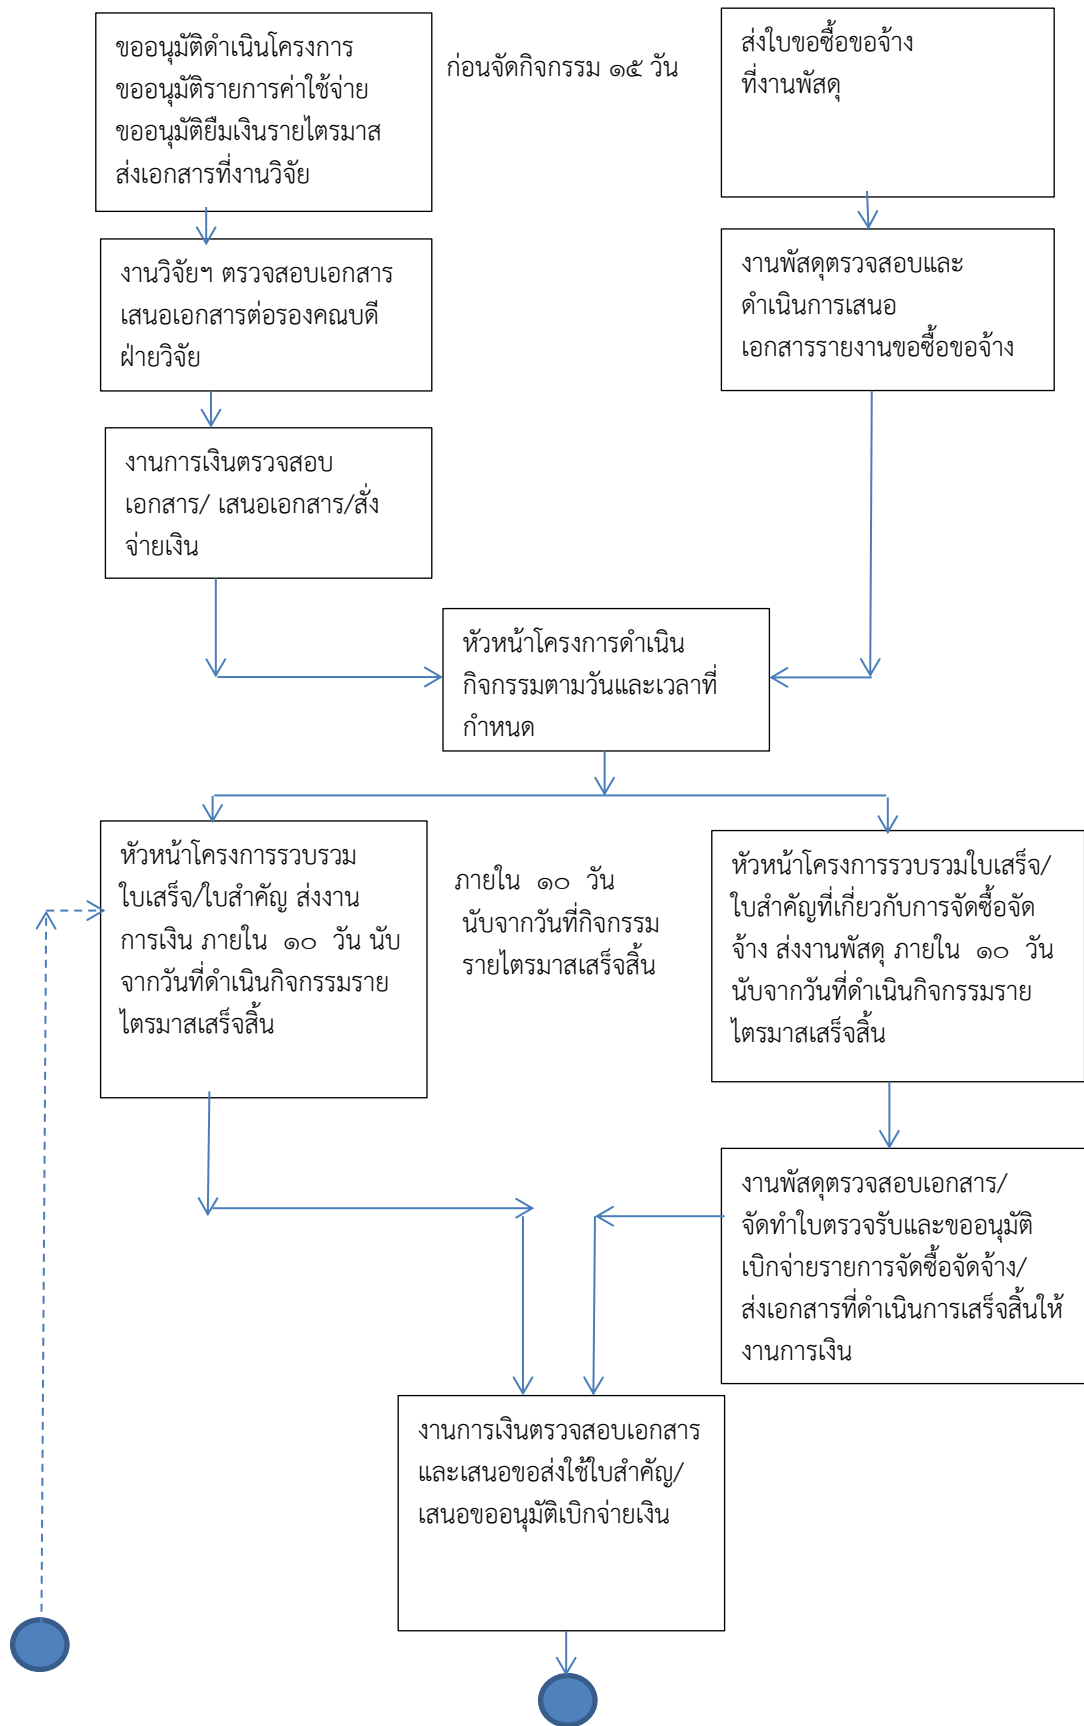 ขออนุมัติดำเนินโครงการ
ขออนุมัติรายการค่าใช้จ่าย
ขออนุมัติยืมเงินรายไตรมาส
ส่งเอกสารที่งานวิจัย
ก่อนจัดกิจกรรม ๑๕ วัน
ส่งใบขอซื้อขอจ้าง
ที่งานพัสดุ
งานวิจัยฯ ตรวจสอบเอกสาร
เสนอเอกสารต่อรองคณบดี
ฝ่ายวิจัย
งานพัสดุตรวจสอบและ
ดำเนินการเสนอ
เอกสารรายงานขอซื้อขอจ้าง
งานการเงินตรวจสอบ
เอกสาร/ เสนอเอกสาร/สั่ง
จ่ายเงิน
หัวหน้าโครงการดำเนิน
กิจกรรมตามวันและเวลาที่
กำหนด
หัวหน้าโครงการรวบรวม
ใบเสร็จ/ใบสำคัญ ส่งงาน
การเงิน ภายใน ๑๐ วัน นับ
จากวันที่ดำเนินกิจกรรมราย
ไตรมาสเสร็จสิ้น
ภายใน ๑๐ วัน
นับจากวันที่กิจกรรม
รายไตรมาสเสร็จสิ้น
หัวหน้าโครงการรวบรวมใบเสร็จ/
ใบสำคัญที่เกี่ยวกับการจัดซื้อจัด
จ้าง ส่งงานพัสดุ ภายใน ๑๐ วัน
นับจากวันที่ดำเนินกิจกรรมราย
ไตรมาสเสร็จสิ้น
งานพัสดุตรวจสอบเอกสาร/
จัดทำใบตรวจรับและขออนุมัติ
เบิกจ่ายรายการจัดซื้อจัดจ้าง/
ส่งเอกสารที่ดำเนินการเสร็จสิ้นให้
งานการเงิน
งานการเงินตรวจสอบเอกสาร
และเสนอขอส่งใช้ใบสำคัญ/
เสนอขออนุมัติเบิกจ่ายเงิน